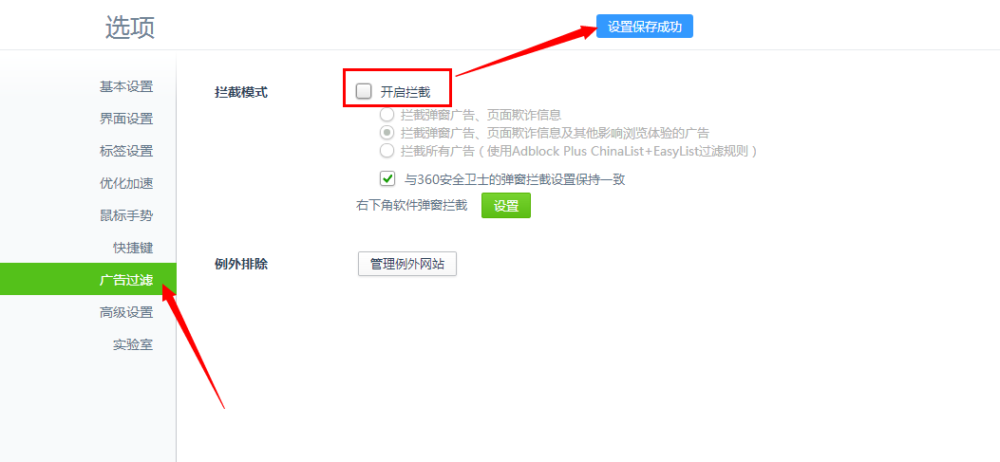 选项
设置保存成功
基本设置
界面设置
标签设置
优化加速
鼠标手势
快捷键
广告过滤
高级设置
实验室
拦截模式
开启拦截
拦截弹窗广告、页面欺诈信息
拦截弹窗广告、页面欺诈信息及其他影响浏览体验的广告
拦截所有广告（使用Adblock Plus ChinaList+EasyList过滤规则）
与360安全卫士的弹窗拦截设置保持一致
右下角软件弹窗拦截 设置
例外排除
管理例外网站